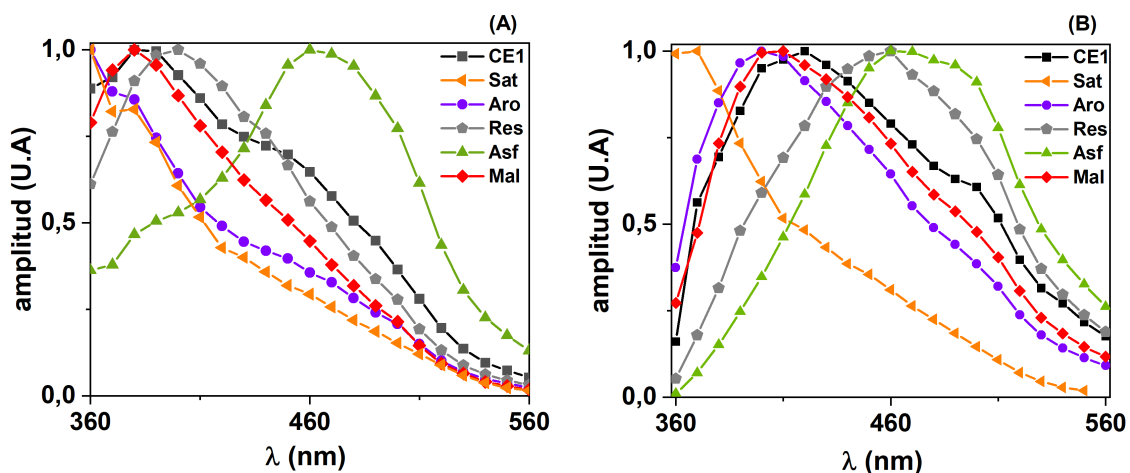 (A)
1,0
0,5
0,0
amplitud (U.A)
360
460
560
λ (nm)
CE1
Sat
Aro
Res
Asf
Mal
(B)
1,0
0,5
0,0
amplitud (U.A)
360
460
560
λ (nm)
CE1
Sat
Aro
Res
Asf
Mal